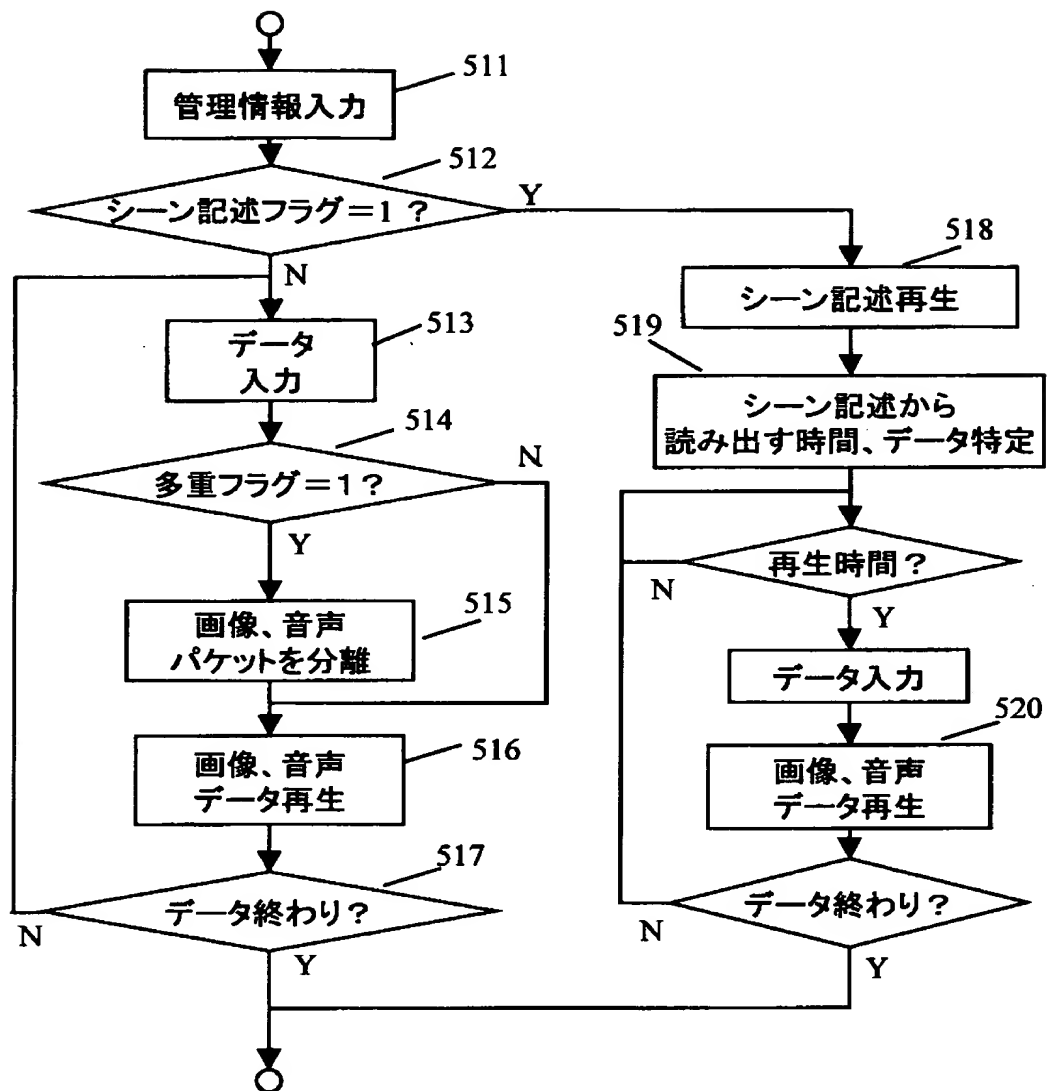 511
管理情報入力
512
シーン記述フラグ＝1？
Y
N
513
データ
入力
514
多重フラグ＝1？
N
Y
515
画像、音声
パケットを分離
516
画像、音声
データ再生
517
データ終わり？
N
Y
518
シーン記述再生
519
シーン記述から
読み出す時間、データ特定
再生時間？
N
Y
データ入力
520
画像、音声
データ再生
データ終わり？
N
Y